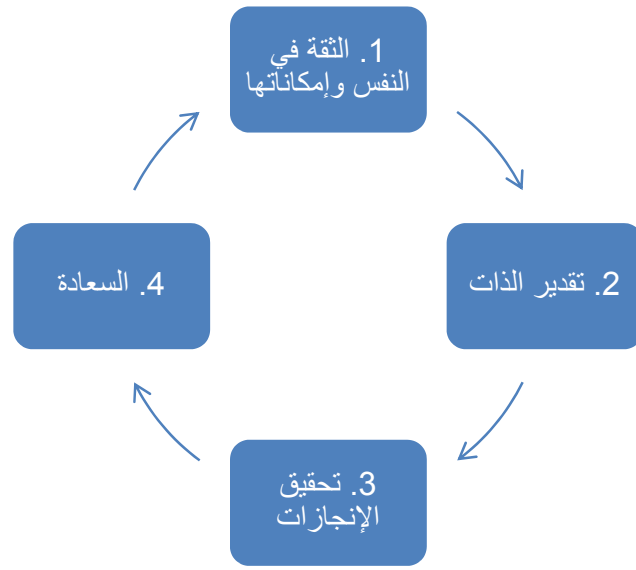 1. الثقة في
النفس وإمكاناتها
2. تقدير الذات
3. تحقيق
الإنجازات
4. السعادة